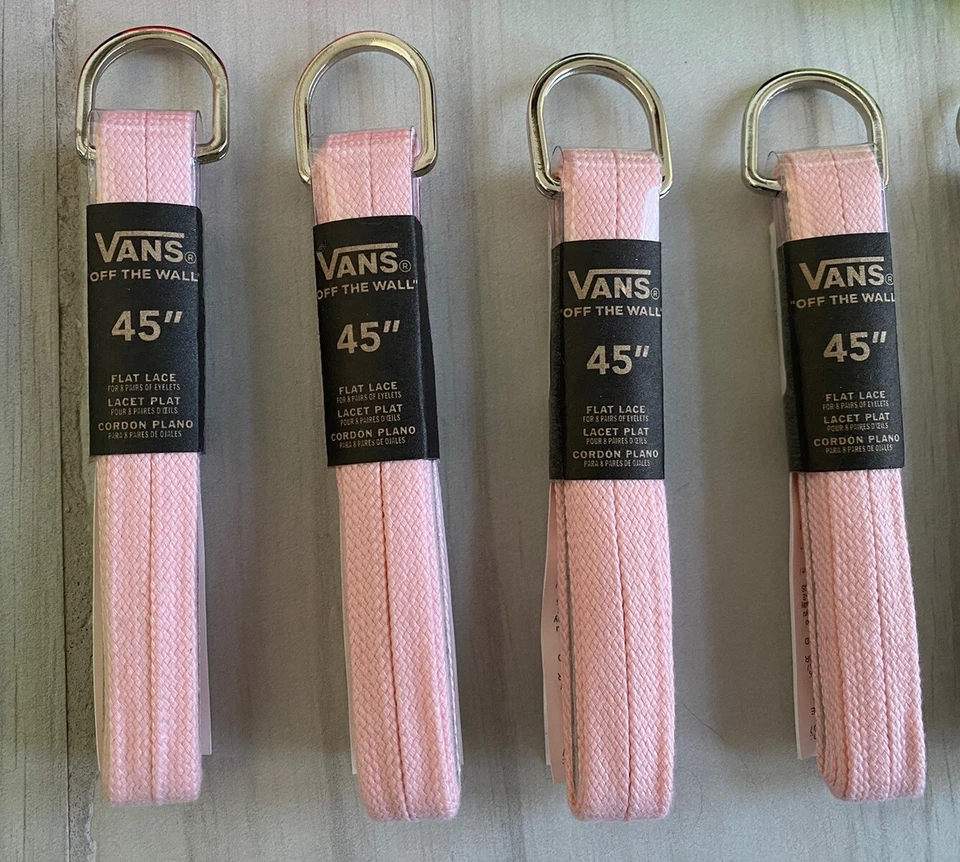 VANS®
"OFF THE WALL"
45"
FLAT LACE
FOR 8 PAIRS OF EYELETS
LACET PLAT
POUR 8 PAIRES D'ŒILS
CORDON PLANO
PARA 8 PARES DE OJALES
VANS®
OFF THE WALL"
45"
FLAT LACE
FOR 8 PAIRS OF EYELETS
LACET PLAT
POUR 8 PAIRES D'ŒILS
CORDON PLANO
PARA 8 PARES DE OJALES
VANS®
"OFF THE WALL"
45"
FLAT LACE
FOR 8 PAIRS OF EYELETS
LACET PLAT
POUR 8 PAIRES D'ŒILS
CORDON PLANO
PARA 8 PARES DE OJALES
VANS®
"OFF THE WALL
45"
FLAT LACE
FOR 8 PAIRS OF EYELETS
LACET PLAT
POUR 8 PAIRES D'ŒILS
CORDON PLANO
PARA 8 PARES DE OJALES